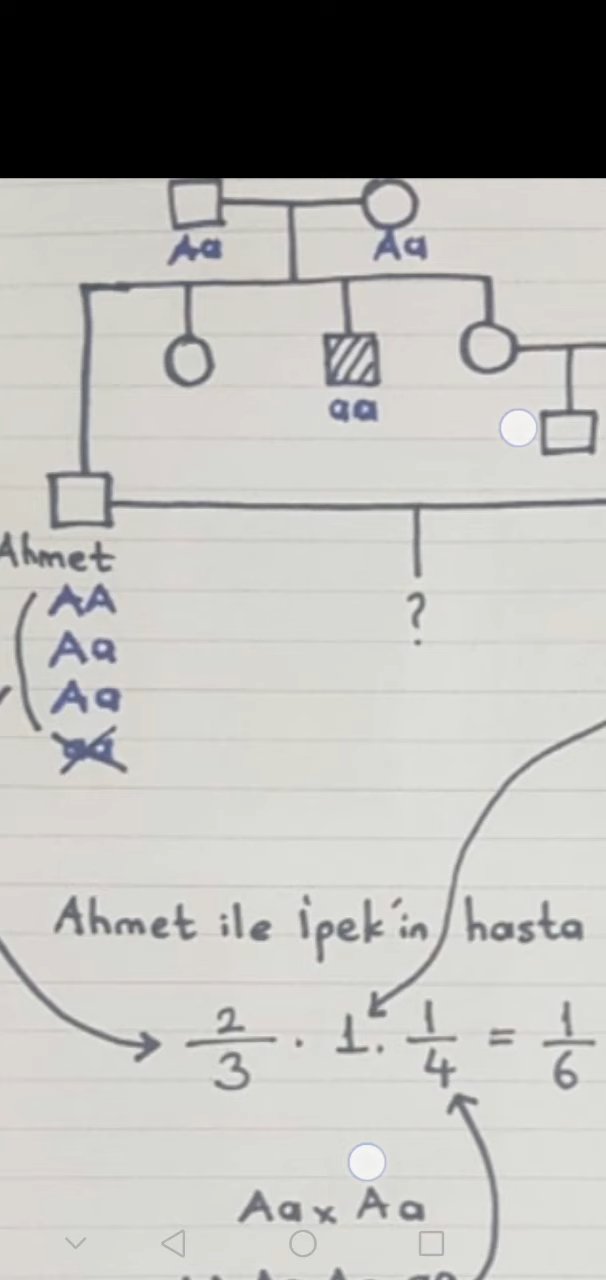 Aa Aa
aa
Ahmet
AA
Aa
Aa
aa
?
Ahmet ile İpek'in hasta
2/3 . 1 . 1/4 = 1/6
Aa x Aa